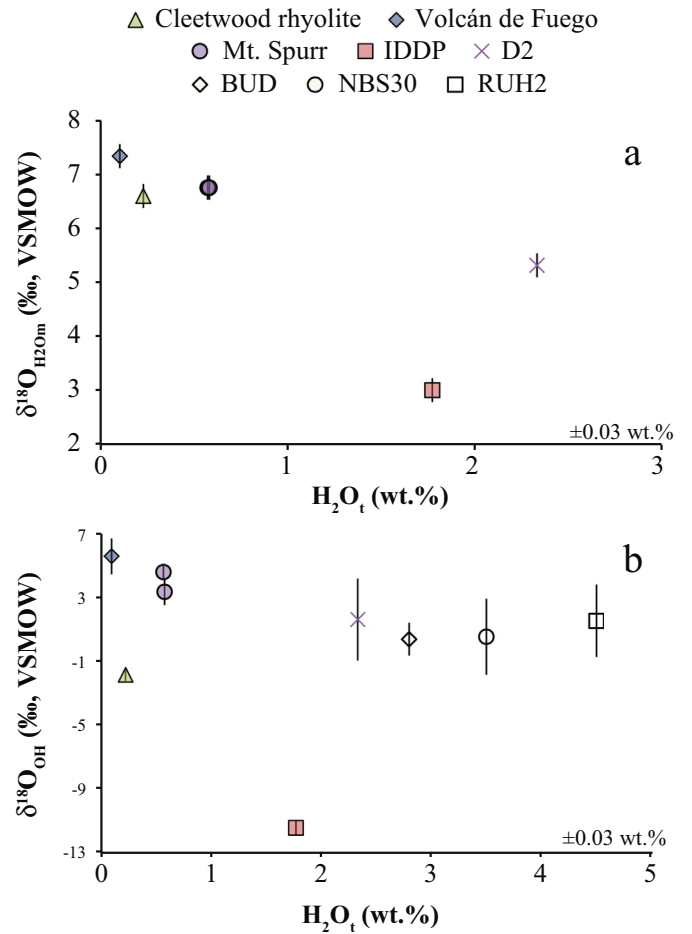 Cleetwood rhyolite Volcán de Fuego
Mt. Spurr IDDP D2
BUD NBS30 RUH2
a
δ¹⁸O_H2Om (‰, VSMOW)
8
7
6
5
4
3
2
0 1 2 3
±0.03 wt.%
H₂Oₜ (wt.%)
b
δ¹⁸O_OH (‰, VSMOW)
7
3
-1
-5
-9
-13
0 1 2 3 4 5
±0.03 wt.%
H₂Oₜ (wt.%)